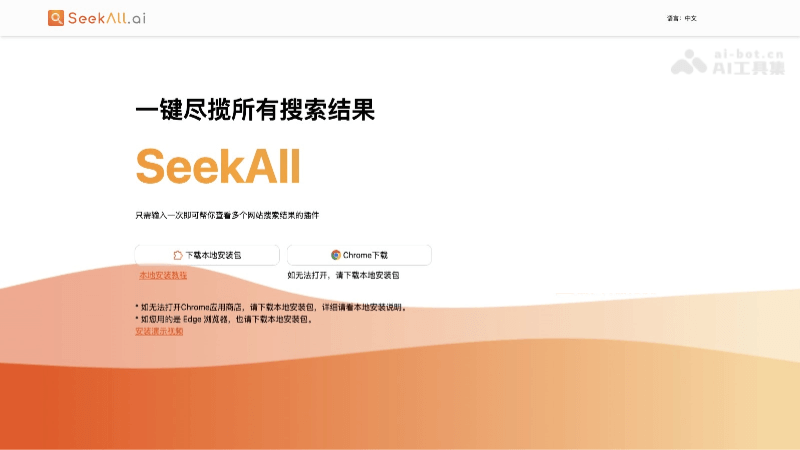 SeekAll.ai
语言：中文
ai-bot.cn
AI工具集
一键尽揽所有搜索结果
SeekAll
只需输入一次即可帮你查看多个网站搜索结果的插件
下载本地安装包
Chrome下载
本地安装教程
如无法打开，请下载本地安装包
* 如无法打开Chrome应用商店，请下载本地安装包，详细请看本地安装说明。
* 如您用的是 Edge 浏览器，也请下载本地安装包。
安装演示视频